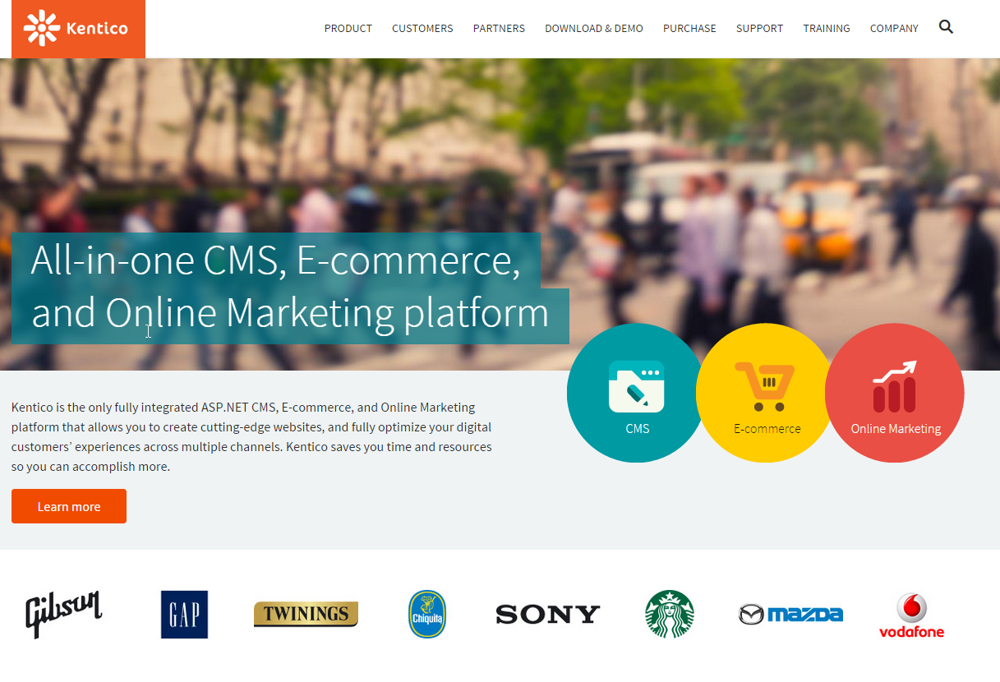 Kentico
PRODUCT CUSTOMERS PARTNERS DOWNLOAD & DEMO PURCHASE SUPPORT TRAINING COMPANY
All-in-one CMS, E-commerce,
and Online Marketing platform
CMS
E-commerce
Online Marketing
Kentico is the only fully integrated ASP.NET CMS, E-commerce, and Online Marketing
platform that allows you to create cutting-edge websites, and fully optimize your digital
customers’ experiences across multiple channels. Kentico saves you time and resources
so you can accomplish more.
Learn more
Gibson
GAP
TWININGS
Chiquita
SONY
mazda
vodafone